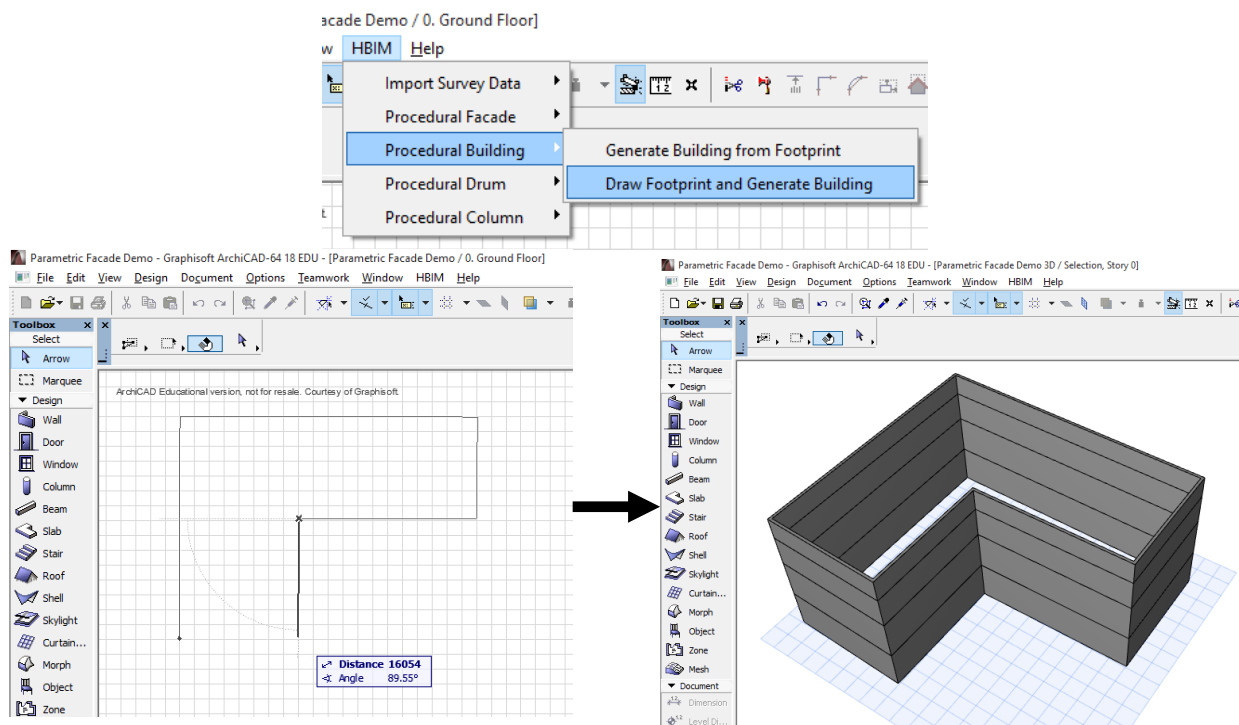 acade Demo / 0. Ground Floor]
w HBIM Help
Import Survey Data
Procedural Facade
Procedural Building
Generate Building from Footprint
Procedural Drum
Draw Footprint and Generate Building
Procedural Column
Parametric Facade Demo - Graphisoft ArchiCAD-64 18 EDU - [Parametric Facade Demo / 0. Ground Floor]
File Edit View Design Document Options Teamwork Window HBIM Help
Toolbox
Select
Arrow
Marquee
Design
Wall
Door
Window
Column
Beam
Slab
Stair
Roof
Shell
Skylight
Curtain...
Morph
Object
Zone
ArchiCAD Educational version, not for resale. Courtesy of Graphisoft.
Distance 16054
Angle 89.55°
Parametric Facade Demo - Graphisoft ArchiCAD-64 18 EDU - [Parametric Facade Demo 3D / Selection, Story 0]
File Edit View Design Document Options Teamwork Window HBIM Help
Toolbox
Select
Arrow
Marquee
Design
Wall
Door
Window
Column
Beam
Slab
Stair
Roof
Shell
Skylight
Curtain...
Morph
Object
Zone
Mesh
Document
Dimension
Level Di...